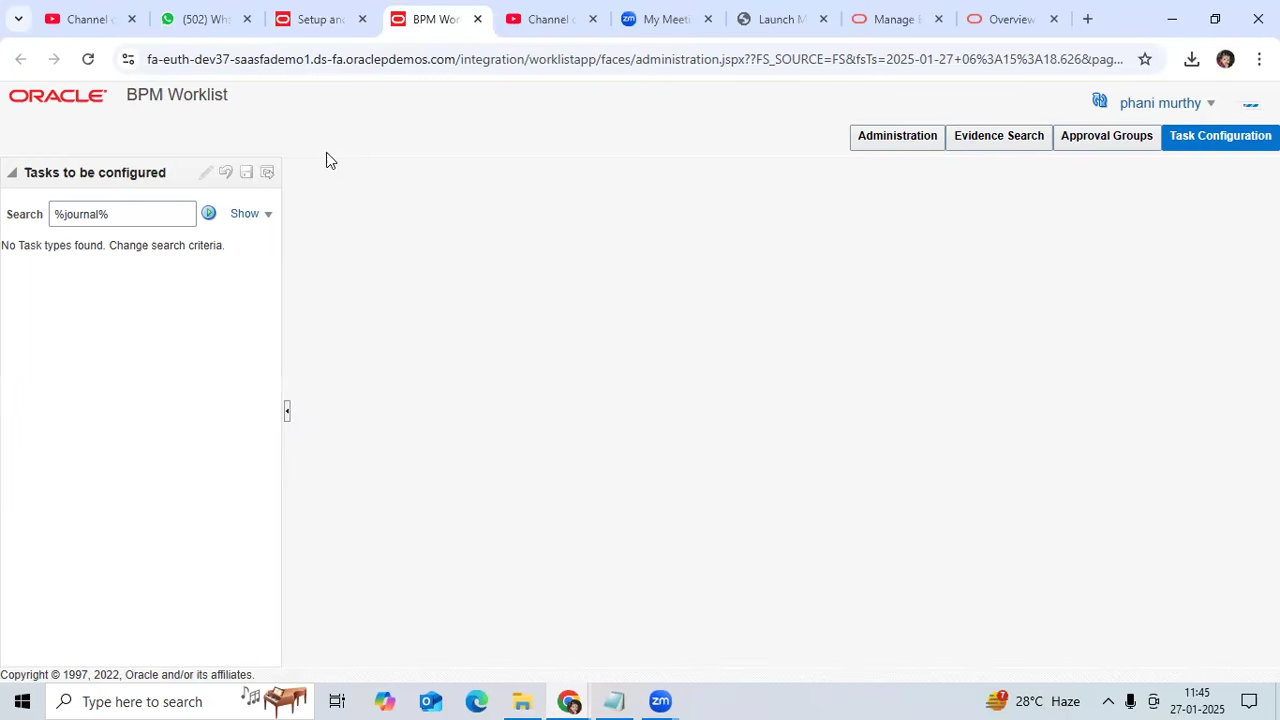 Channel c
(502) Wh
Setup and
BPM Wor
Channel c
My Meeti
Launch M
Manage
Overview
fa-euth-dev37-saasfademo1.ds-fa.oraclepdemos.com/integration/worklistapp/faces/administration.jspx??FS_SOURCE=FS&fsTs=2025-01-27+06%3A15%3A18.626&pag...
ORACLE BPM Worklist
phani murthy
Administration
Evidence Search
Approval Groups
Task Configuration
Tasks to be configured
Search %journal% Show
No Task types found. Change search criteria.
Copyright © 1997, 2022, Oracle and/or its affiliates.
Type here to search
7
28°C Haze
11:45
27-01-2025